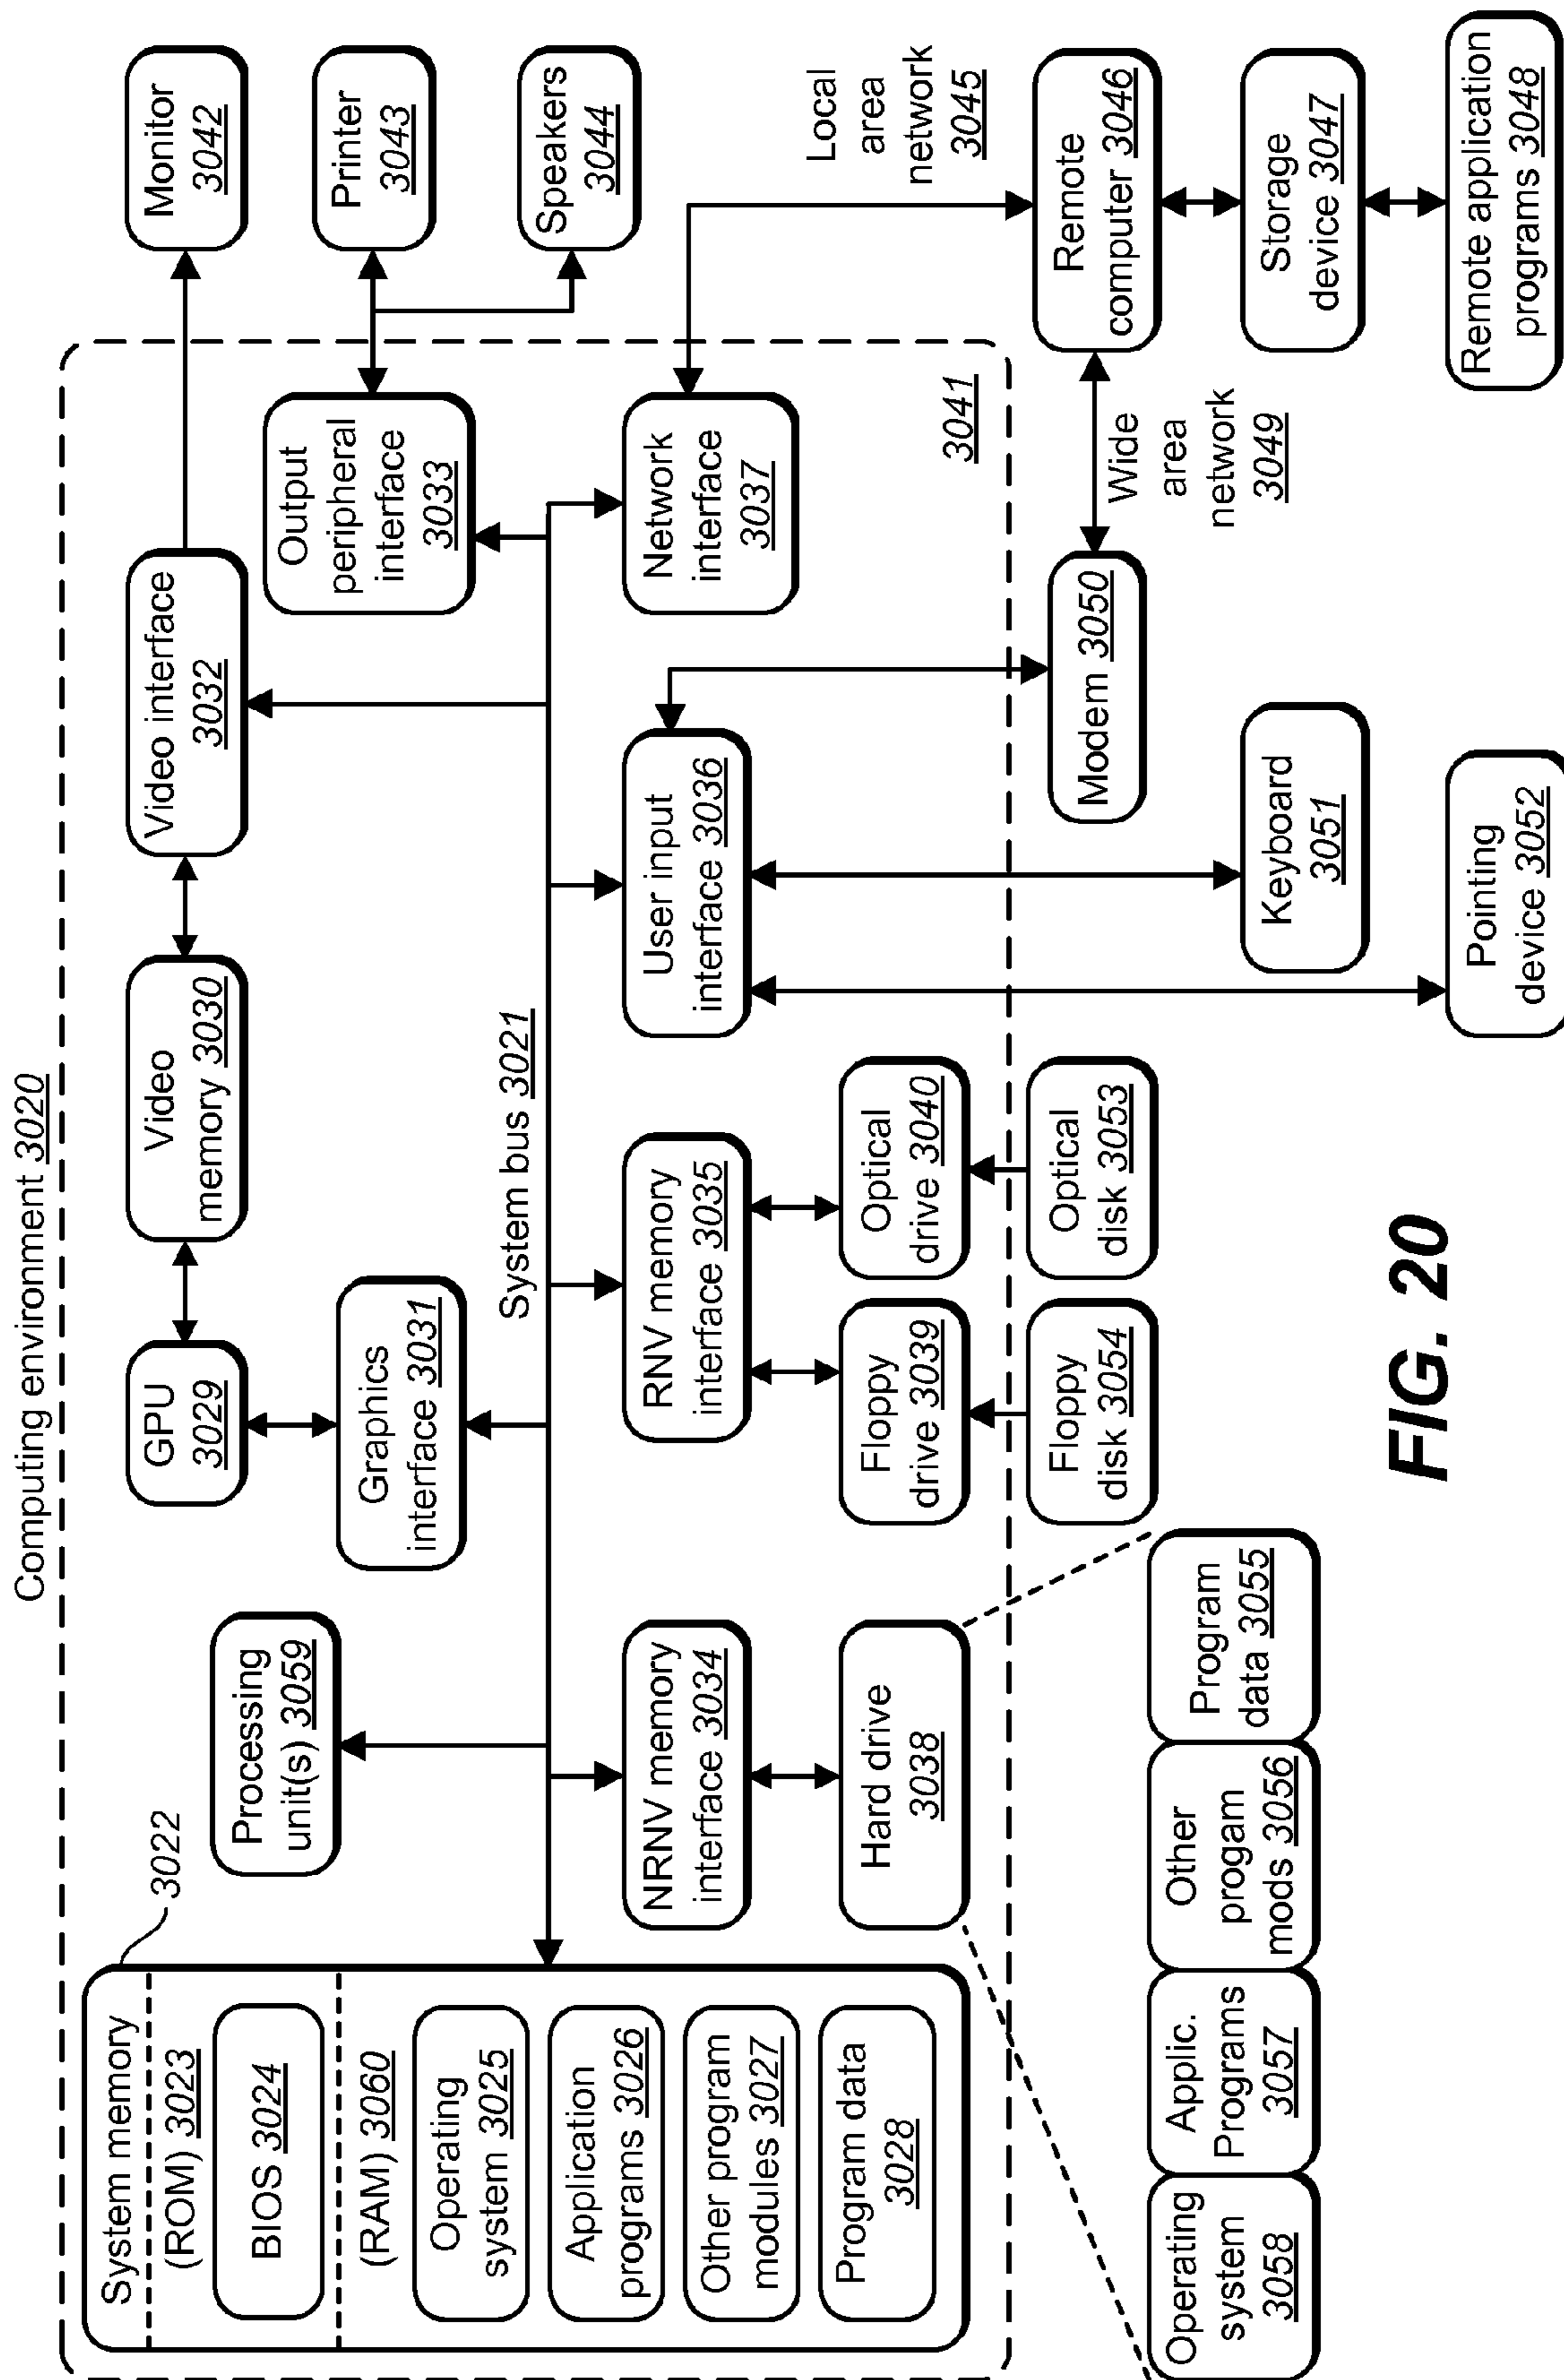 Computing environment 3020
3022
System memory
(ROM) 3023
BIOS 3024
(RAM) 3060
Operating
system 3025
Application
programs 3026
Other program
modules 3027
Program data
3028
Processing
unit(s) 3059
GPU
3029
Video
memory 3030
Video interface
3032
Graphics
interface 3031
Output
peripheral
interface
3033
System bus 3021
NRNV memory
interface 3034
RNV memory
interface 3035
User input
interface 3036
Network
interface
3037
Hard drive
3038
Floppy
drive 3039
Optical
drive 3040
3041
Monitor
3042
Printer
3043
Speakers
3044
Local
area
network
3045
Remote
computer 3046
Storage
device 3047
Remote application
programs 3048
Wide
area
network
3049
Modem 3050
Keyboard
3051
Pointing
device 3052
Optical
disk 3053
Floppy
disk 3054
Operating
system
3058
Applic.
Programs
3057
Other
progam
mods 3056
Program
data 3055
FIG. 20